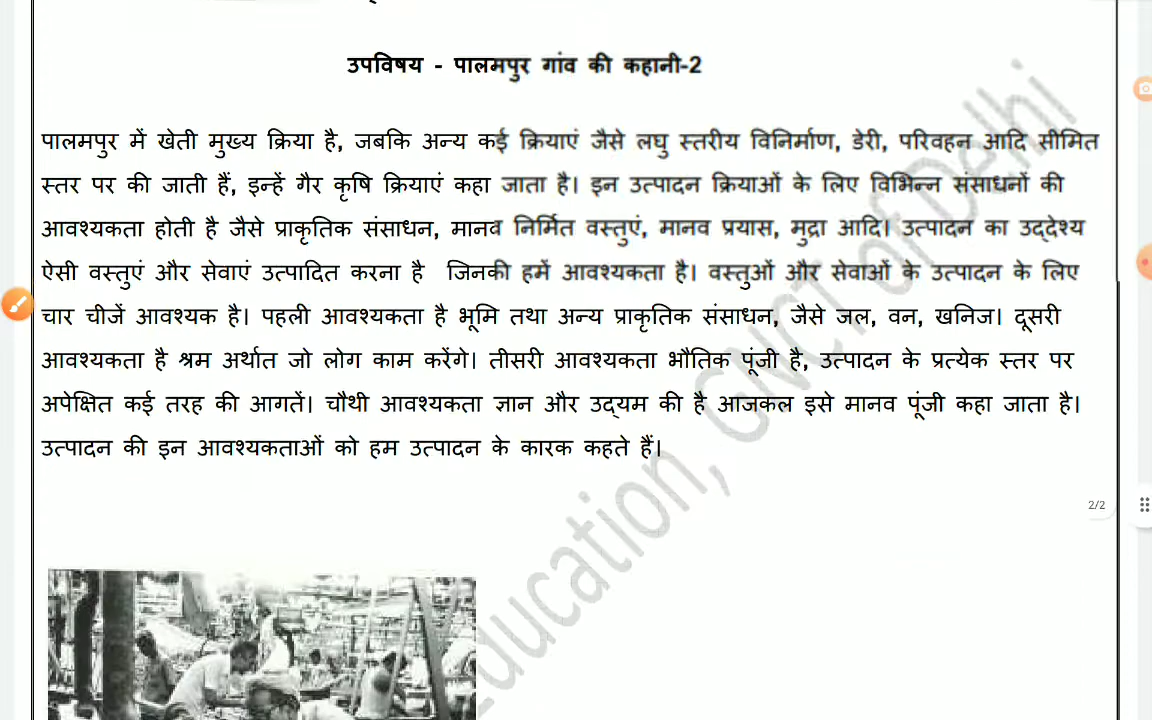 उपविषय - पालमपुर गांव की कहानी-2
पालमपुर में खेती मुख्य क्रिया है, जबकि अन्य कई क्रियाएं जैसे लघु स्तरीय विनिर्माण, डेरी, परिवहन आदि सीमित
स्तर पर की जाती हैं, इन्हें गैर कृषि क्रियाएं कहा जाता है। इन उत्पादन क्रियाओं के लिए विभिन्न संसाधनों की
आवश्यकता होती है जैसे प्राकृतिक संसाधन, मानव निर्मित वस्तुएं, मानव प्रयास, मुद्रा आदि। उत्पादन का उद्देश्य
ऐसी वस्तुएं और सेवाएं उत्पादित करना है जिनकी हमें आवश्यकता है। वस्तुओं और सेवाओं के उत्पादन के लिए
चार चीजें आवश्यक है। पहली आवश्यकता है भूमि तथा अन्य प्राकृतिक संसाधन, जैसे जल, वन, खनिज। दूसरी
आवश्यकता है श्रम अर्थात जो लोग काम करेंगे। तीसरी आवश्यकता भौतिक पूंजी है, उत्पादन के प्रत्येक स्तर पर
अपेक्षित कई तरह की आगतें। चौथी आवश्यकता ज्ञान और उद्यम की है आजकल इसे मानव पूंजी कहा जाता है।
उत्पादन की इन आवश्यकताओं को हम उत्पादन के कारक कहते हैं।
2/2
Education, GNCT of Delhi